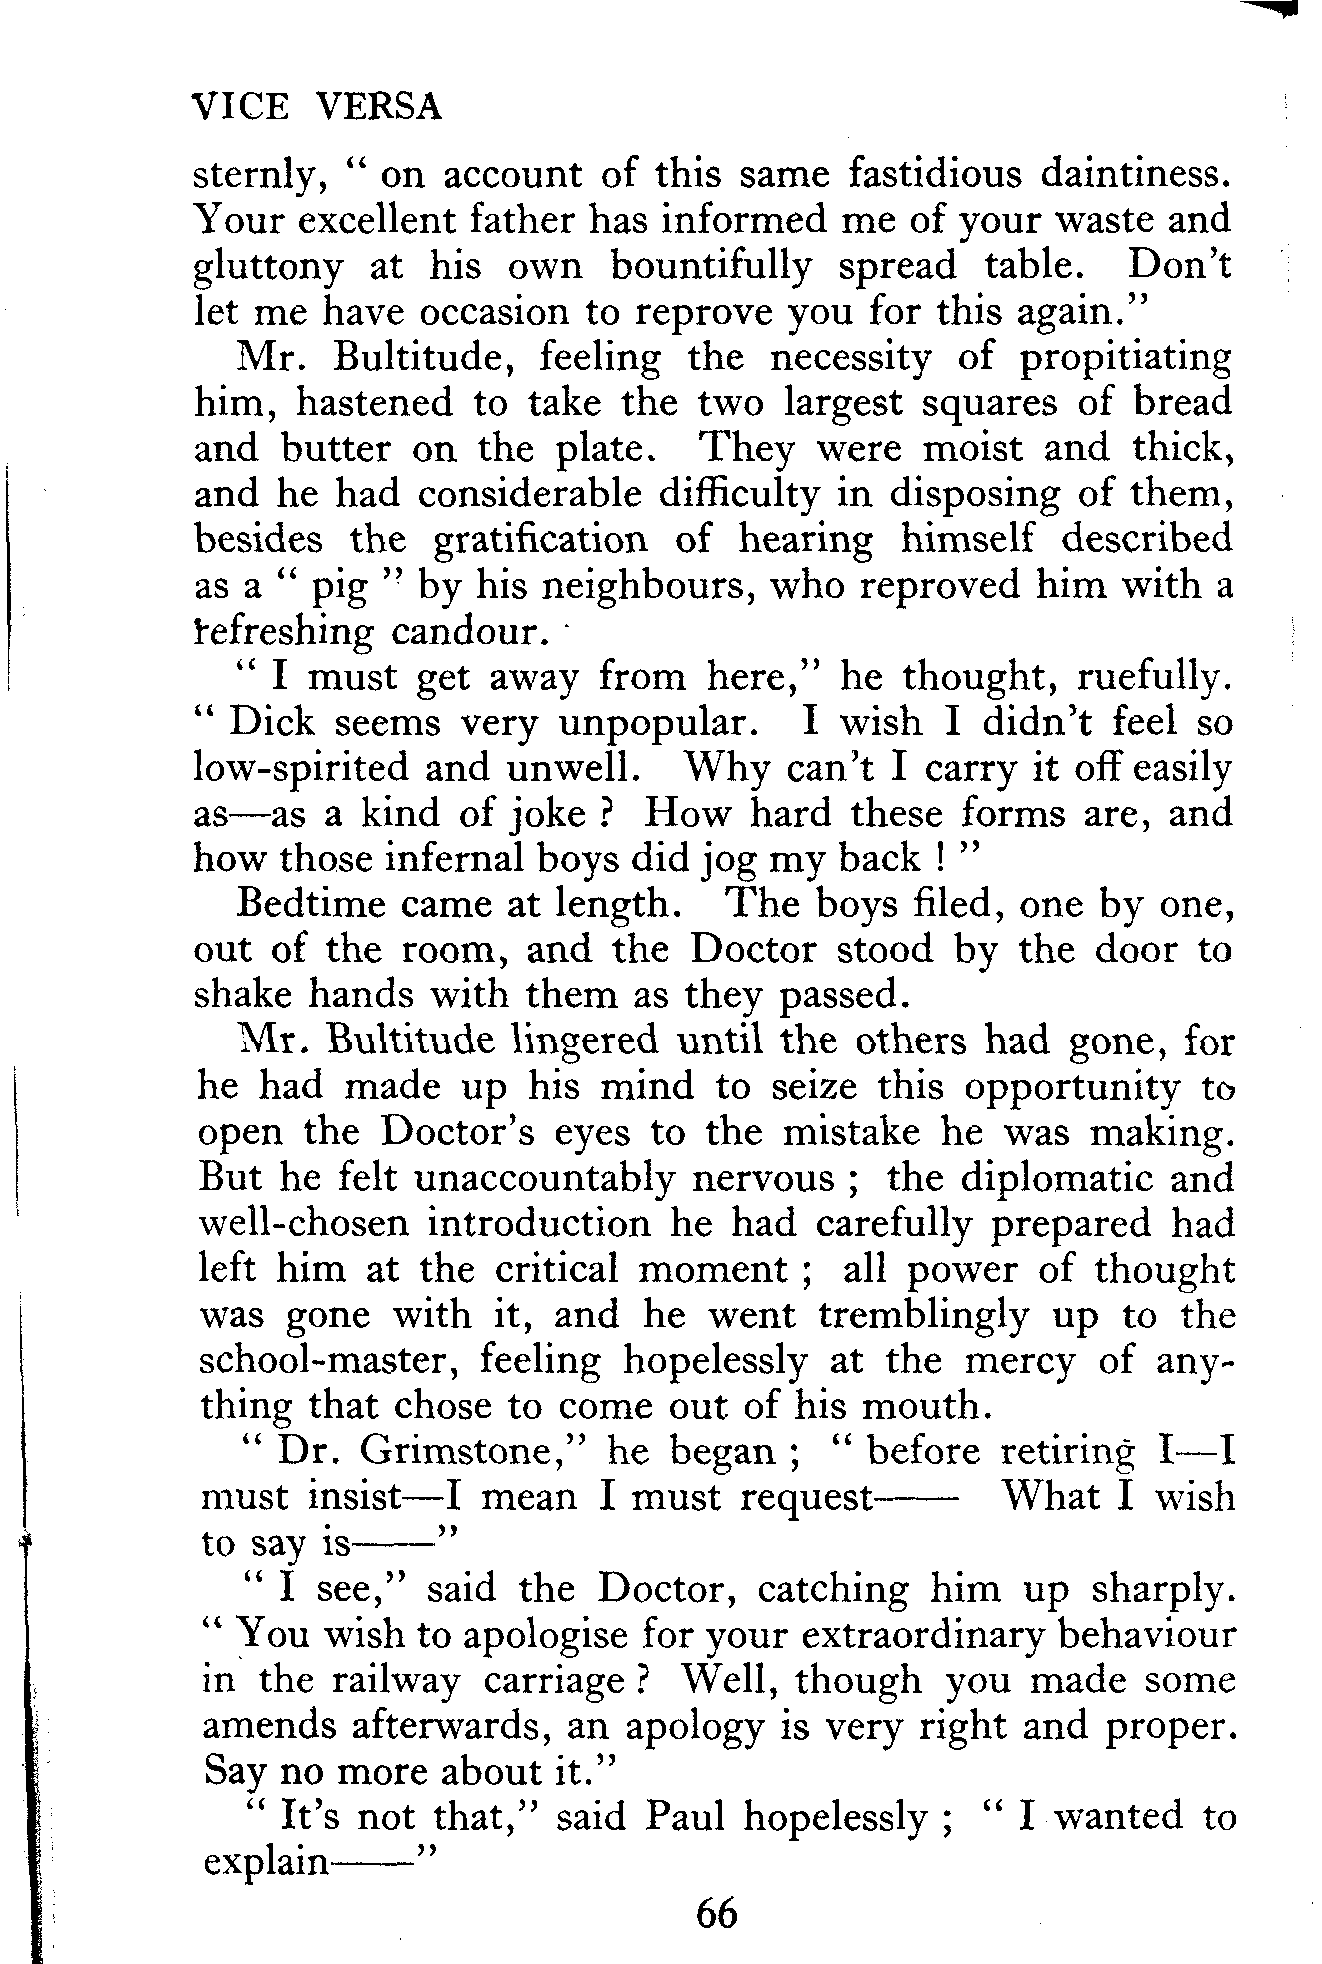 VICE VERSA
sternly, “ on account of this same fastidious daintiness.
Your excellent father has informed me of your waste and
gluttony at his own bountifully spread table. Don't
let me have occasion to reprove you for this again.”
Mr. Bultitude, feeling the necessity of propitiating
him, hastened to take the two largest squares of bread
and butter on the plate. They were moist and thick,
and he had considerable difficulty in disposing of them,
besides the gratification of hearing himself described
as a “ pig ” by his neighbours, who reproved him with a
refreshing candour.
“ I must get away from here,” he thought, ruefully.
“ Dick seems very unpopular. I wish I didn't feel so
low-spirited and unwell. Why can't I carry it off easily
as—as a kind of joke ? How hard these forms are, and
how those infernal boys did jog my back ! ”
Bedtime came at length. The boys filed, one by one,
out of the room, and the Doctor stood by the door to
shake hands with them as they passed.
Mr. Bultitude lingered until the others had gone, for
he had made up his mind to seize this opportunity to
open the Doctor's eyes to the mistake he was making.
But he felt unaccountably nervous ; the diplomatic and
well-chosen introduction he had carefully prepared had
left him at the critical moment ; all power of thought
was gone with it, and he went tremblingly up to the
school-master, feeling hopelessly at the mercy of any-
thing that chose to come out of his mouth.
“ Dr. Grimstone,” he began ; “ before retiring I—I
must insist—I mean I must request—— What I wish
to say is——”
“ I see,” said the Doctor, catching him up sharply.
“ You wish to apologise for your extraordinary behaviour
in the railway carriage ? Well, though you made some
amends afterwards, an apology is very right and proper.
Say no more about it.”
“ It's not that,” said Paul hopelessly ; “ I wanted to
explain——”
66